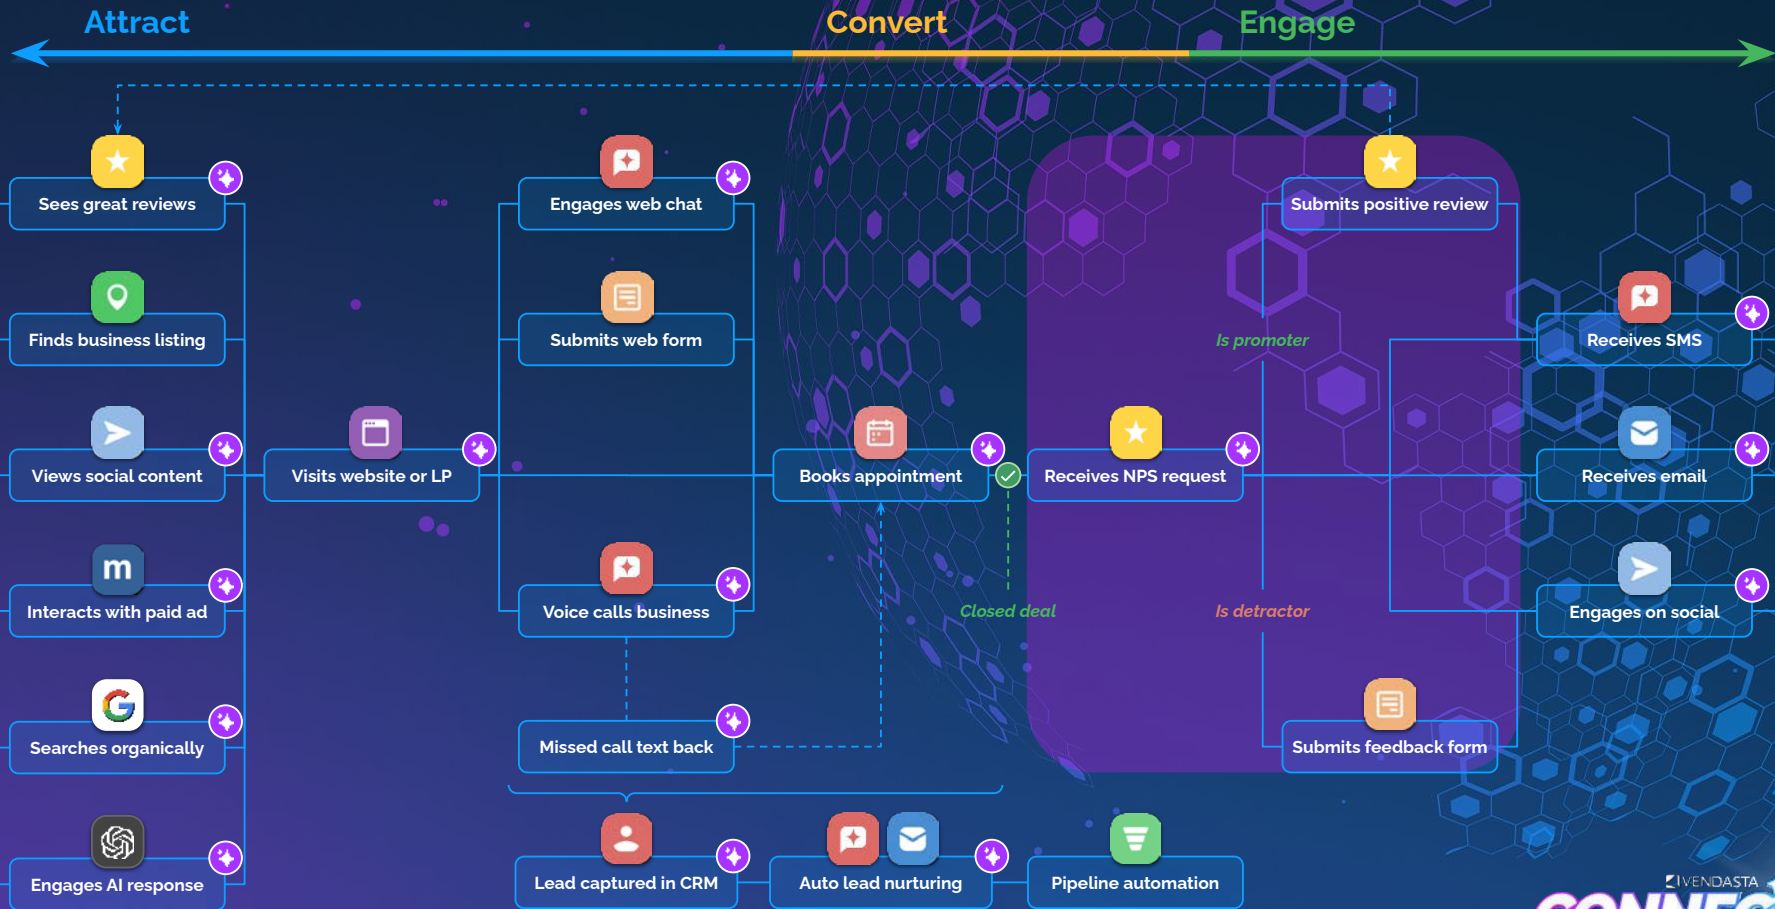 Attract
Convert
Engage
Sees great reviews
Engages web chat
Submits positive review
Finds business listing
Submits web form
Is promoter
Receives SMS
Views social content
Visits website or LP
Books appointment
Receives NPS request
Receives email
m
Interacts with paid ad
Voice calls business
Closed deal
Is detractor
Engages on social
G
Searches organically
Missed call text back
Submits feedback form
Engages AI response
Lead captured in CRM
Auto lead nurturing
Pipeline automation
VENDASTA